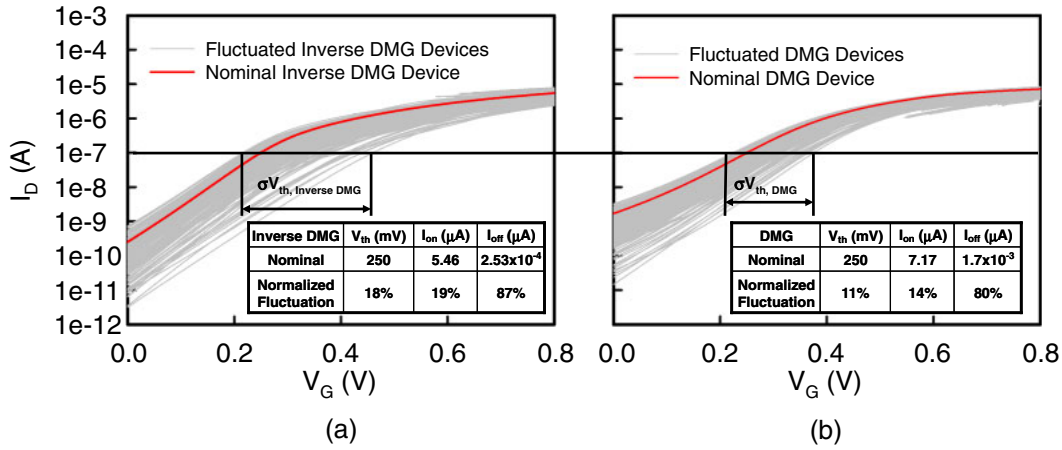 1e-3
1e-4
1e-5
1e-6
1e-7
1e-8
1e-9
1e-10
1e-11
1e-12
I_D (A)
Fluctuated Inverse DMG Devices
Nominal Inverse DMG Device
σV_th, Inverse DMG
Inverse DMG V_th (mV) I_on (μA) I_off (μA)
Nominal 250 5.46 2.53x10^-4
Normalized Fluctuation 18% 19% 87%
0.0 0.2 0.4 0.6 0.8
V_G (V)
(a)
Fluctuated DMG Devices
Nominal DMG Device
σV_th, DMG
DMG V_th (mV) I_on (μA) I_off (μA)
Nominal 250 7.17 1.7x10^-3
Normalized Fluctuation 11% 14% 80%
0.0 0.2 0.4 0.6 0.8
V_G (V)
(b)